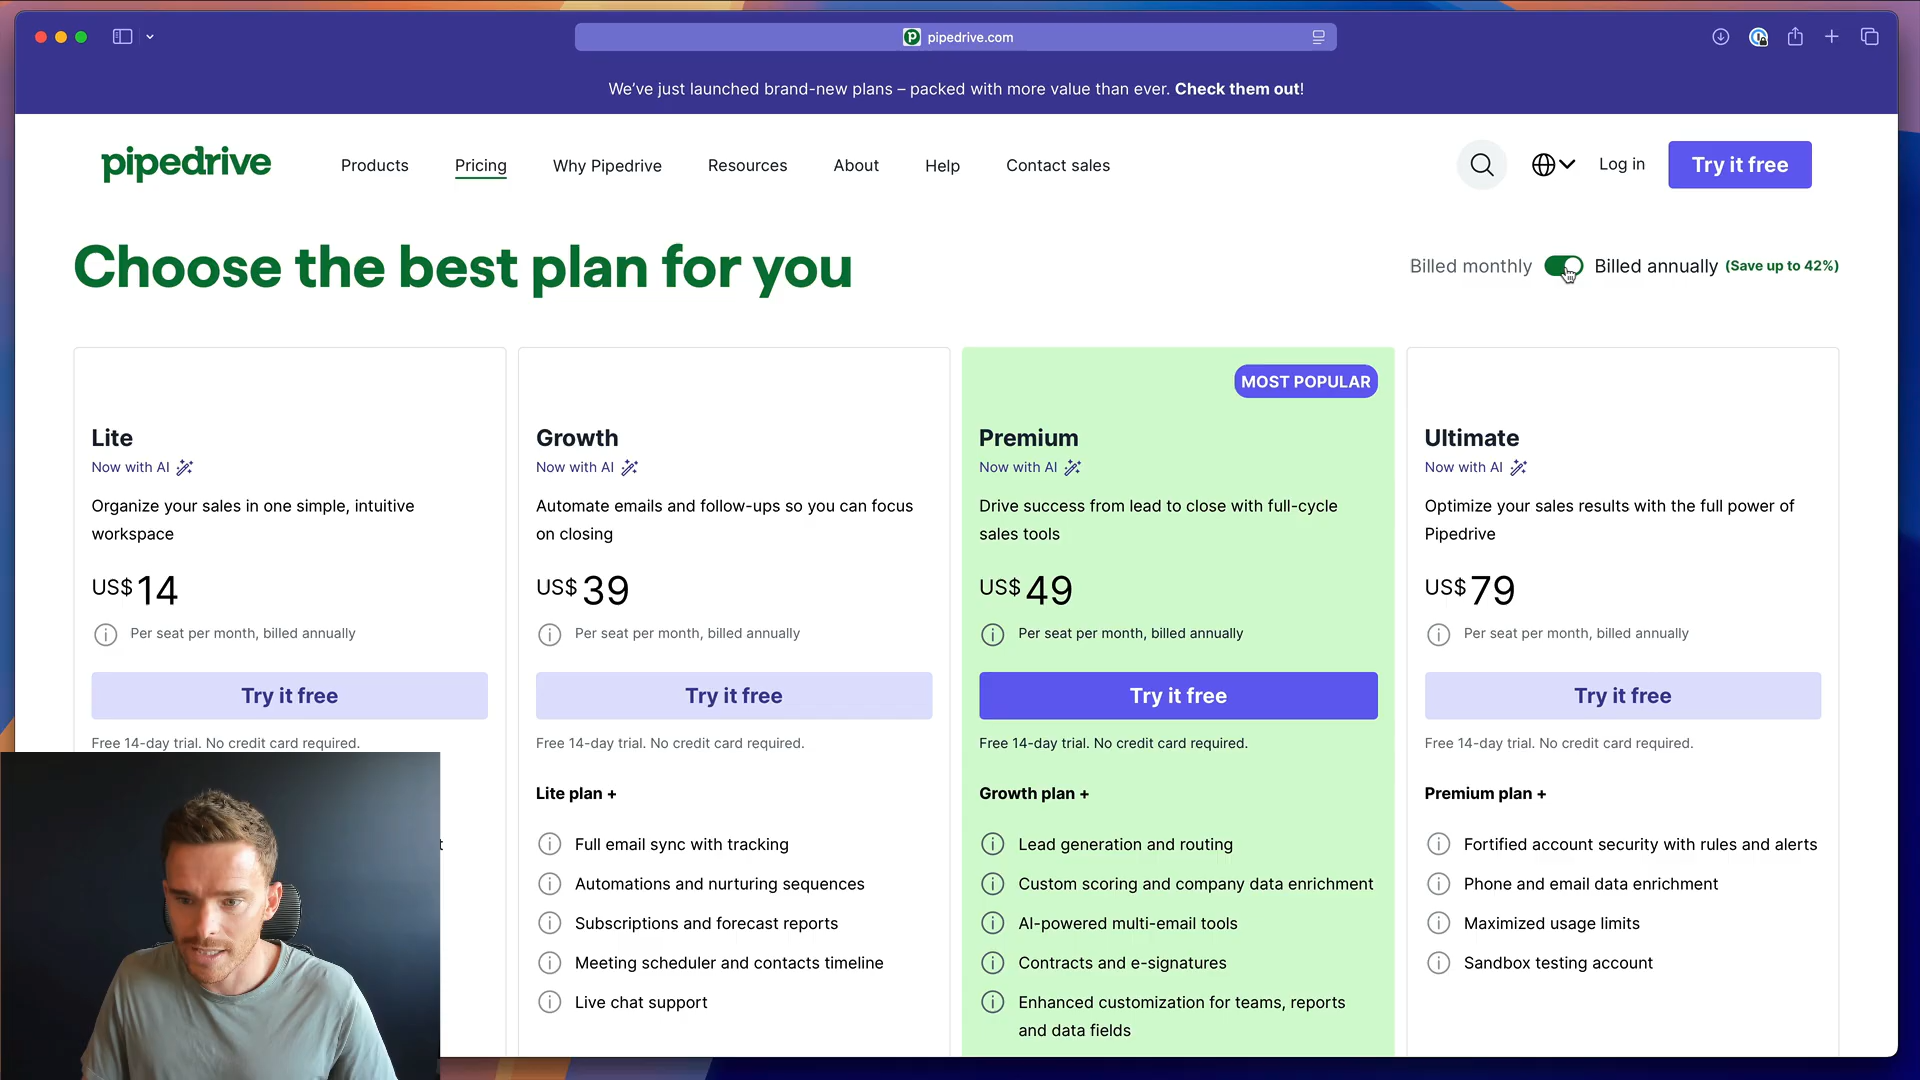 pipedrive.com
We've just launched brand-new plans – packed with more value than ever. Check them out!
pipedrive
Products
Pricing
Why Pipedrive
Resources
About
Help
Contact sales
Log in
Try it free
Choose the best plan for you
Billed monthly
Billed annually (Save up to 42%)
Lite
Now with AI
Organize your sales in one simple, intuitive
workspace
US$ 14
Per seat per month, billed annually
Try it free
Free 14-day trial. No credit card required.
Growth
Now with AI
Automate emails and follow-ups so you can focus
on closing
US$ 39
Per seat per month, billed annually
Try it free
Free 14-day trial. No credit card required.
Lite plan +
Full email sync with tracking
Automations and nurturing sequences
Subscriptions and forecast reports
Meeting scheduler and contacts timeline
Live chat support
MOST POPULAR
Premium
Now with AI
Drive success from lead to close with full-cycle
sales tools
US$ 49
Per seat per month, billed annually
Try it free
Free 14-day trial. No credit card required.
Growth plan +
Lead generation and routing
Custom scoring and company data enrichment
AI-powered multi-email tools
Contracts and e-signatures
Enhanced customization for teams, reports
and data fields
Ultimate
Now with AI
Optimize your sales results with the full power of
Pipedrive
US$ 79
Per seat per month, billed annually
Try it free
Free 14-day trial. No credit card required.
Premium plan +
Fortified account security with rules and alerts
Phone and email data enrichment
Maximized usage limits
Sandbox testing account